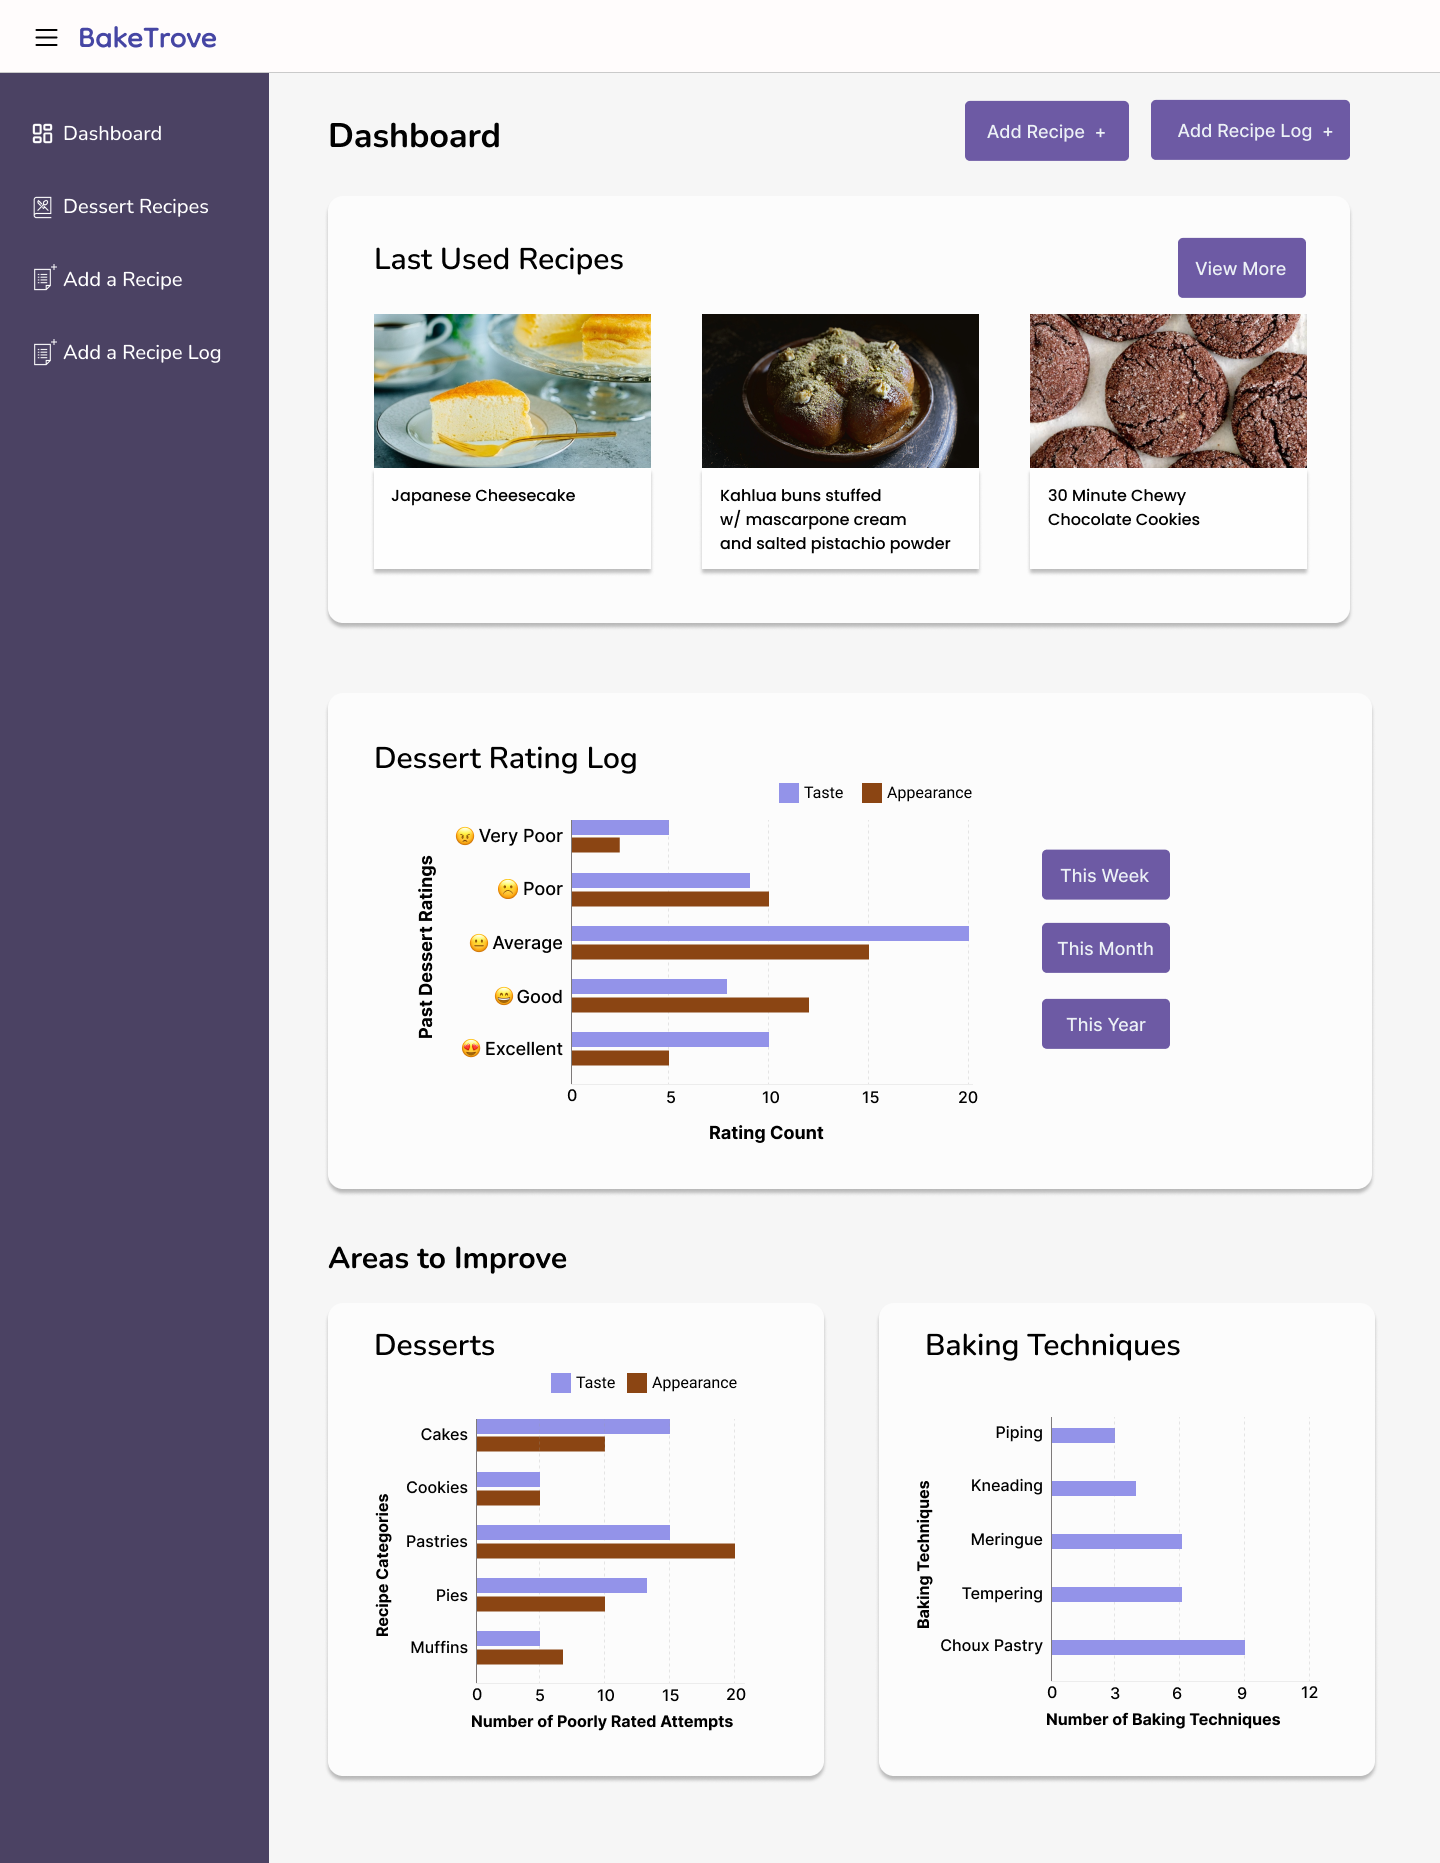 BakeTrove
Dashboard
Dessert Recipes
Add a Recipe
Add a Recipe Log
Dashboard
Add Recipe +
Add Recipe Log +
Last Used Recipes
View More
Japanese Cheesecake
Kahlua buns stuffed
w/ mascarpone cream
and salted pistachio powder
30 Minute Chewy
Chocolate Cookies
Dessert Rating Log
Taste
Appearance
Past Dessert Ratings
😠 Very Poor
☹️ Poor
😐 Average
😄 Good
😍 Excellent
0 5 10 15 20
Rating Count
This Week
This Month
This Year
Areas to Improve
Desserts
Taste
Appearance
Recipe Categories
Cakes
Cookies
Pastries
Pies
Muffins
0 5 10 15 20
Number of Poorly Rated Attempts
Baking Techniques
Baking Techniques
Piping
Kneading
Meringue
Tempering
Choux Pastry
0 3 6 9 12
Number of Baking Techniques